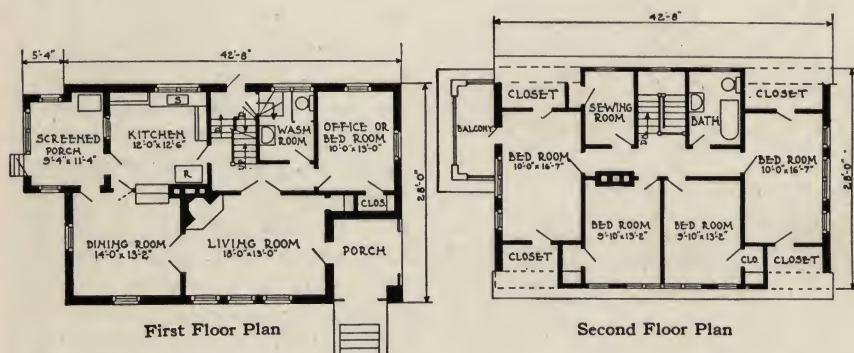 5'-4"
42'-8"
SCREENED
PORCH
9'-4"x11'-4"
KITCHEN
12'-0"x12'-6"
S
R
UP
WASH
ROOM
OFFICE OR
BED ROOM
10'-0"x13'-0"
CLOS.
28'-0"
DINING ROOM
14'-0"x13'-2"
LIVING ROOM
18'-0"x13'-0"
PORCH
First Floor Plan
42'-8"
CLOSET
SEWING
ROOM
BATH
CLOSET
BALCONY
BED ROOM
10'-0"x16'-7"
BED ROOM
10'-0"x16'-7"
28'-0"
BED ROOM
9'-10"x13'-2"
BED ROOM
9'-10"x13'-2"
CLOSET
CLO.
CLOSET
Second Floor Plan